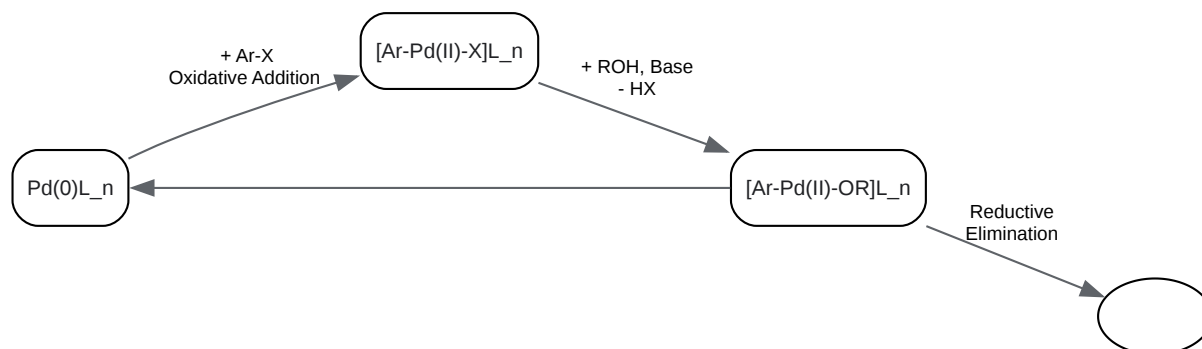 + Ar-X
Oxidative Addition
[Ar-Pd(II)-X]L_n
+ ROH, Base
- HX
Pd(0)L_n
[Ar-Pd(II)-OR]L_n
Reductive
Elimination